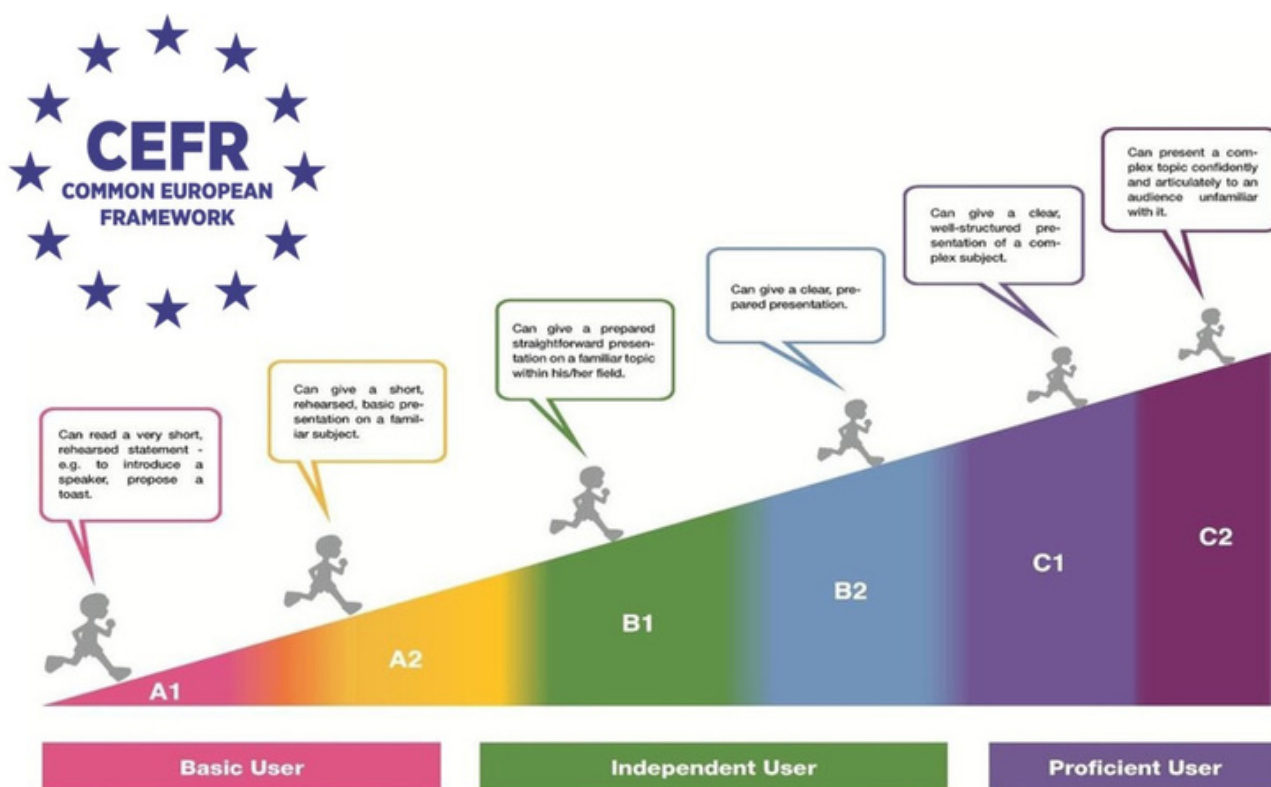 CEFR
COMMON EUROPEAN
FRAMEWORK
Can read a very short,
rehearsed statement -
e.g. to introduce a
speaker, propose a
toast.
Can give a short,
rehearsed, basic pre-
sentation on a famil-
iar subject.
Can give a prepared
straightforward presen-
tation on a familiar topic
within his/her field.
Can give a clear, pre-
pared presentation.
Can give a clear,
well-structured pre-
sentation of a com-
plex subject.
Can present a com-
plex topic confidently
and articulately to an
audience unfamiliar
with it.
A1
A2
B1
B2
C1
C2
Basic User
Independent User
Proficient User